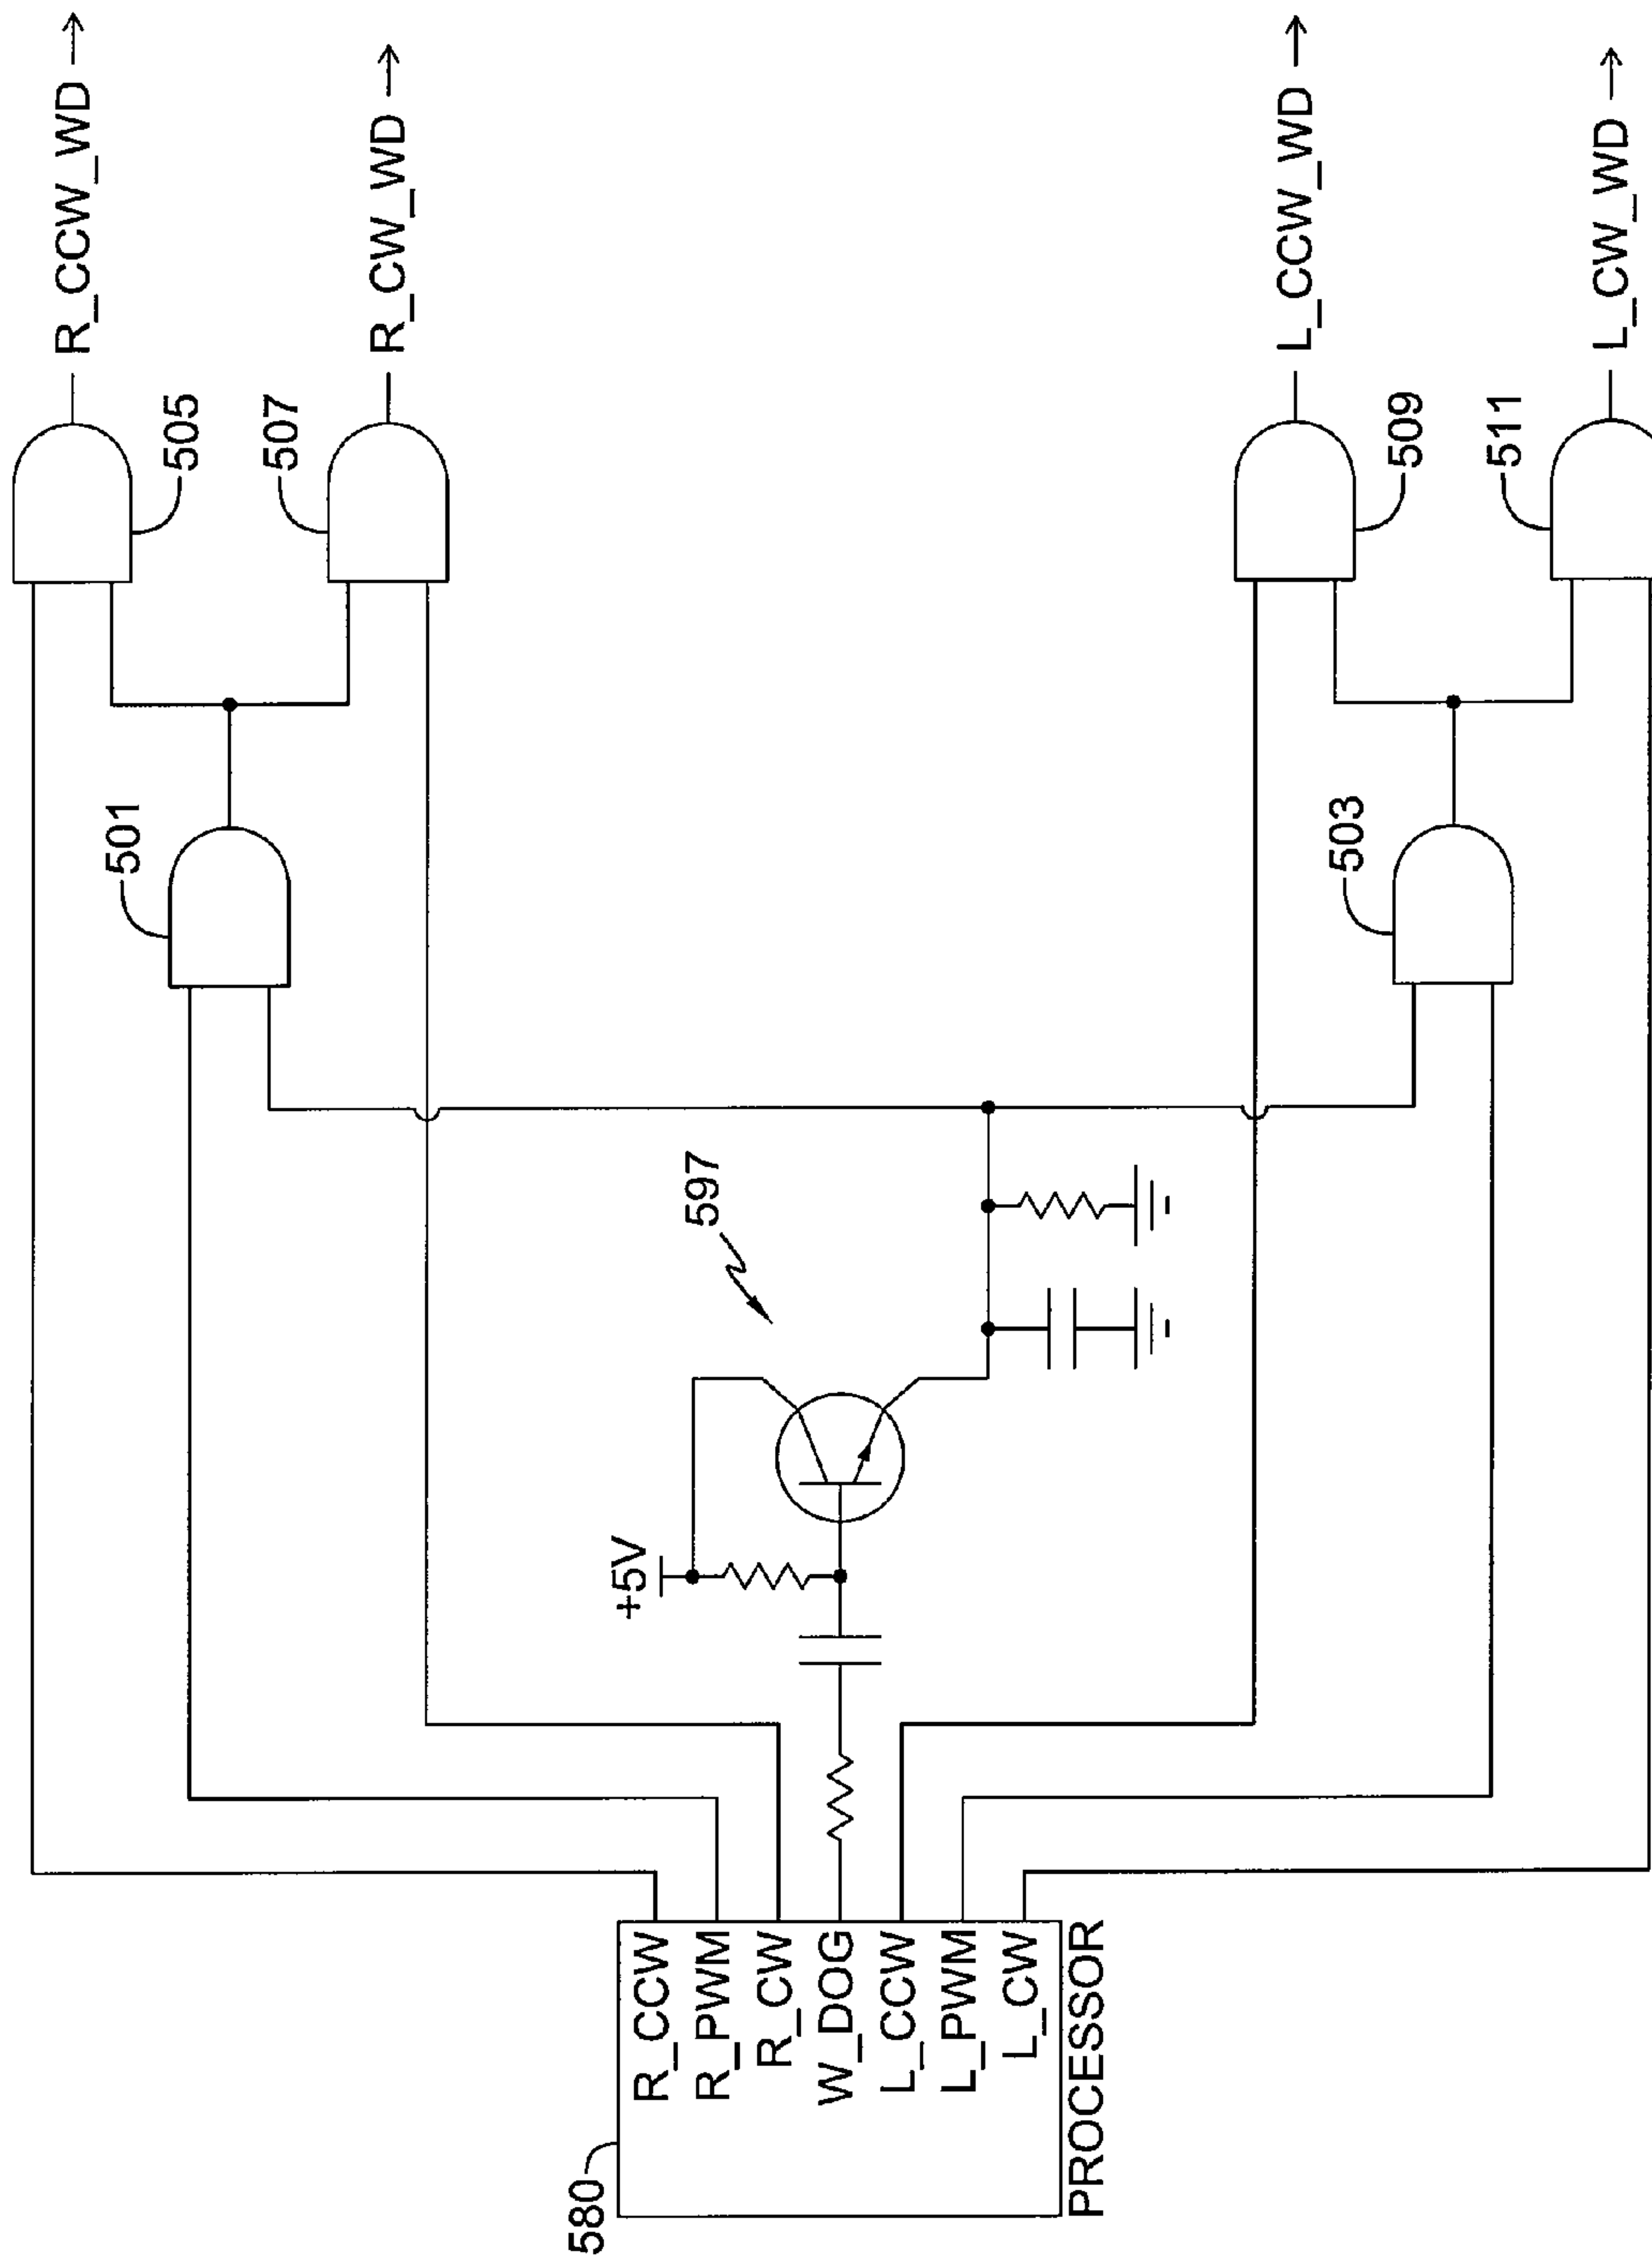 580
R_CCW
R_PWM
R_CW
W_DOG
L_CCW
L_PWM
L_CW
PROCESSOR
+5V
597
501
503
505
507
509
511
R_CCW_WD
R_CW_WD
L_CCW_WD
L_CW_WD